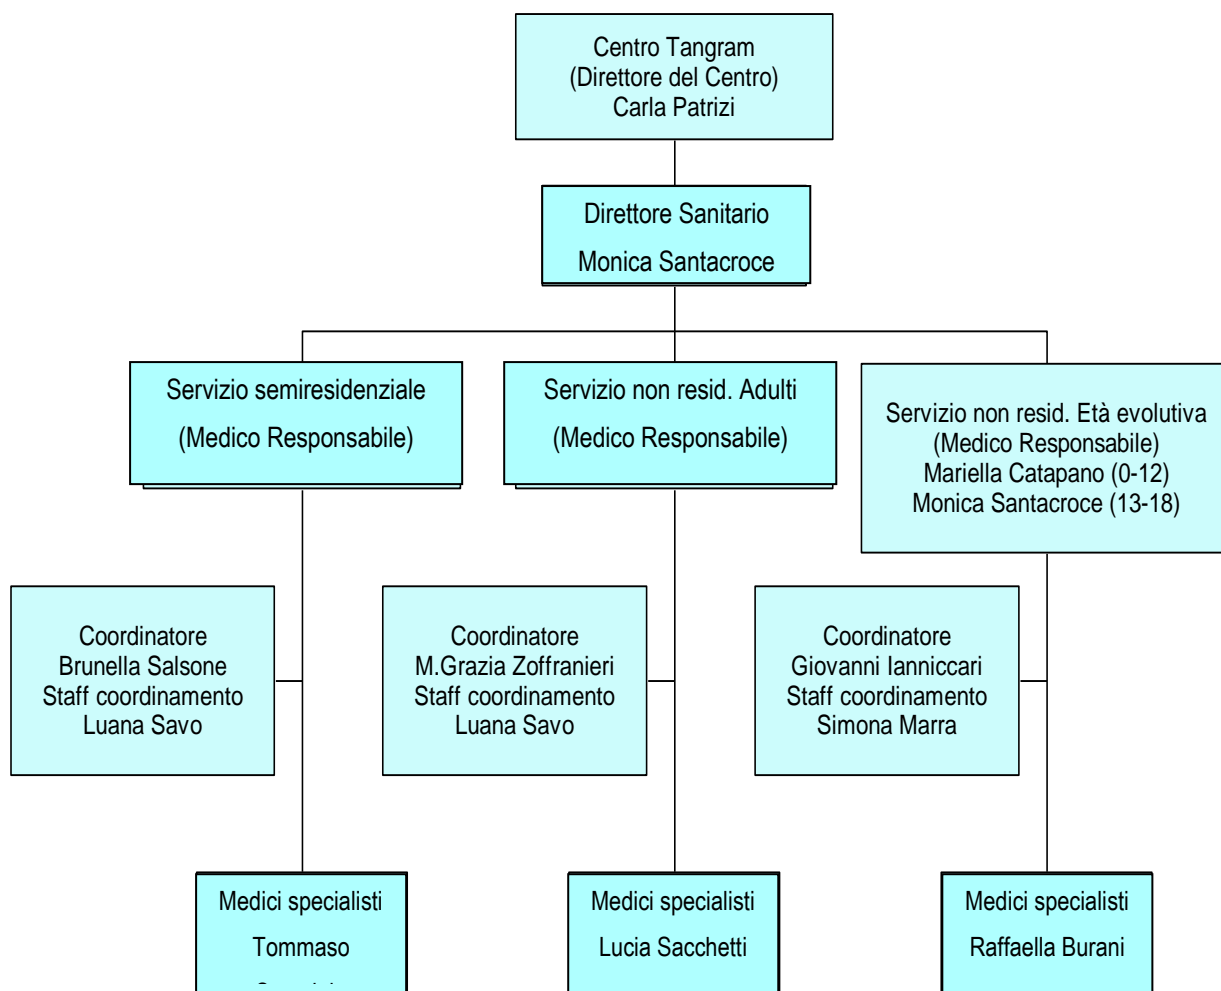 Centro Tangram
(Direttore del Centro)
Carla Patrizi
Direttore Sanitario
Monica Santacroce
Servizio semiresidenziale
(Medico Responsabile)
Servizio non resid. Adulti
(Medico Responsabile)
Servizio non resid. Età evolutiva
(Medico Responsabile)
Mariella Catapano (0-12)
Monica Santacroce (13-18)
Coordinatore
Brunella Salsone
Staff coordinamento
Luana Savo
Coordinatore
M.Grazia Zoffranieri
Staff coordinamento
Luana Savo
Coordinatore
Giovanni Ianniccari
Staff coordinamento
Simona Marra
Medici specialisti
Tommaso
Medici specialisti
Lucia Sacchetti
Medici specialisti
Raffaella Burani